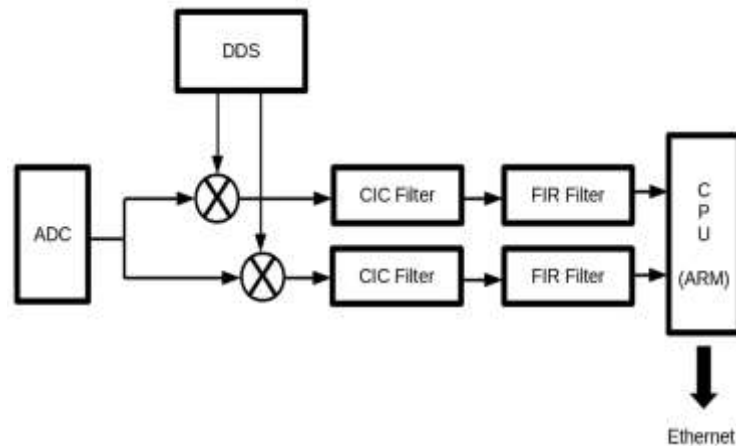 DDS
ADC
CIC Filter
FIR Filter
CIC Filter
FIR Filter
C
P
U
(ARM)
Ethernet